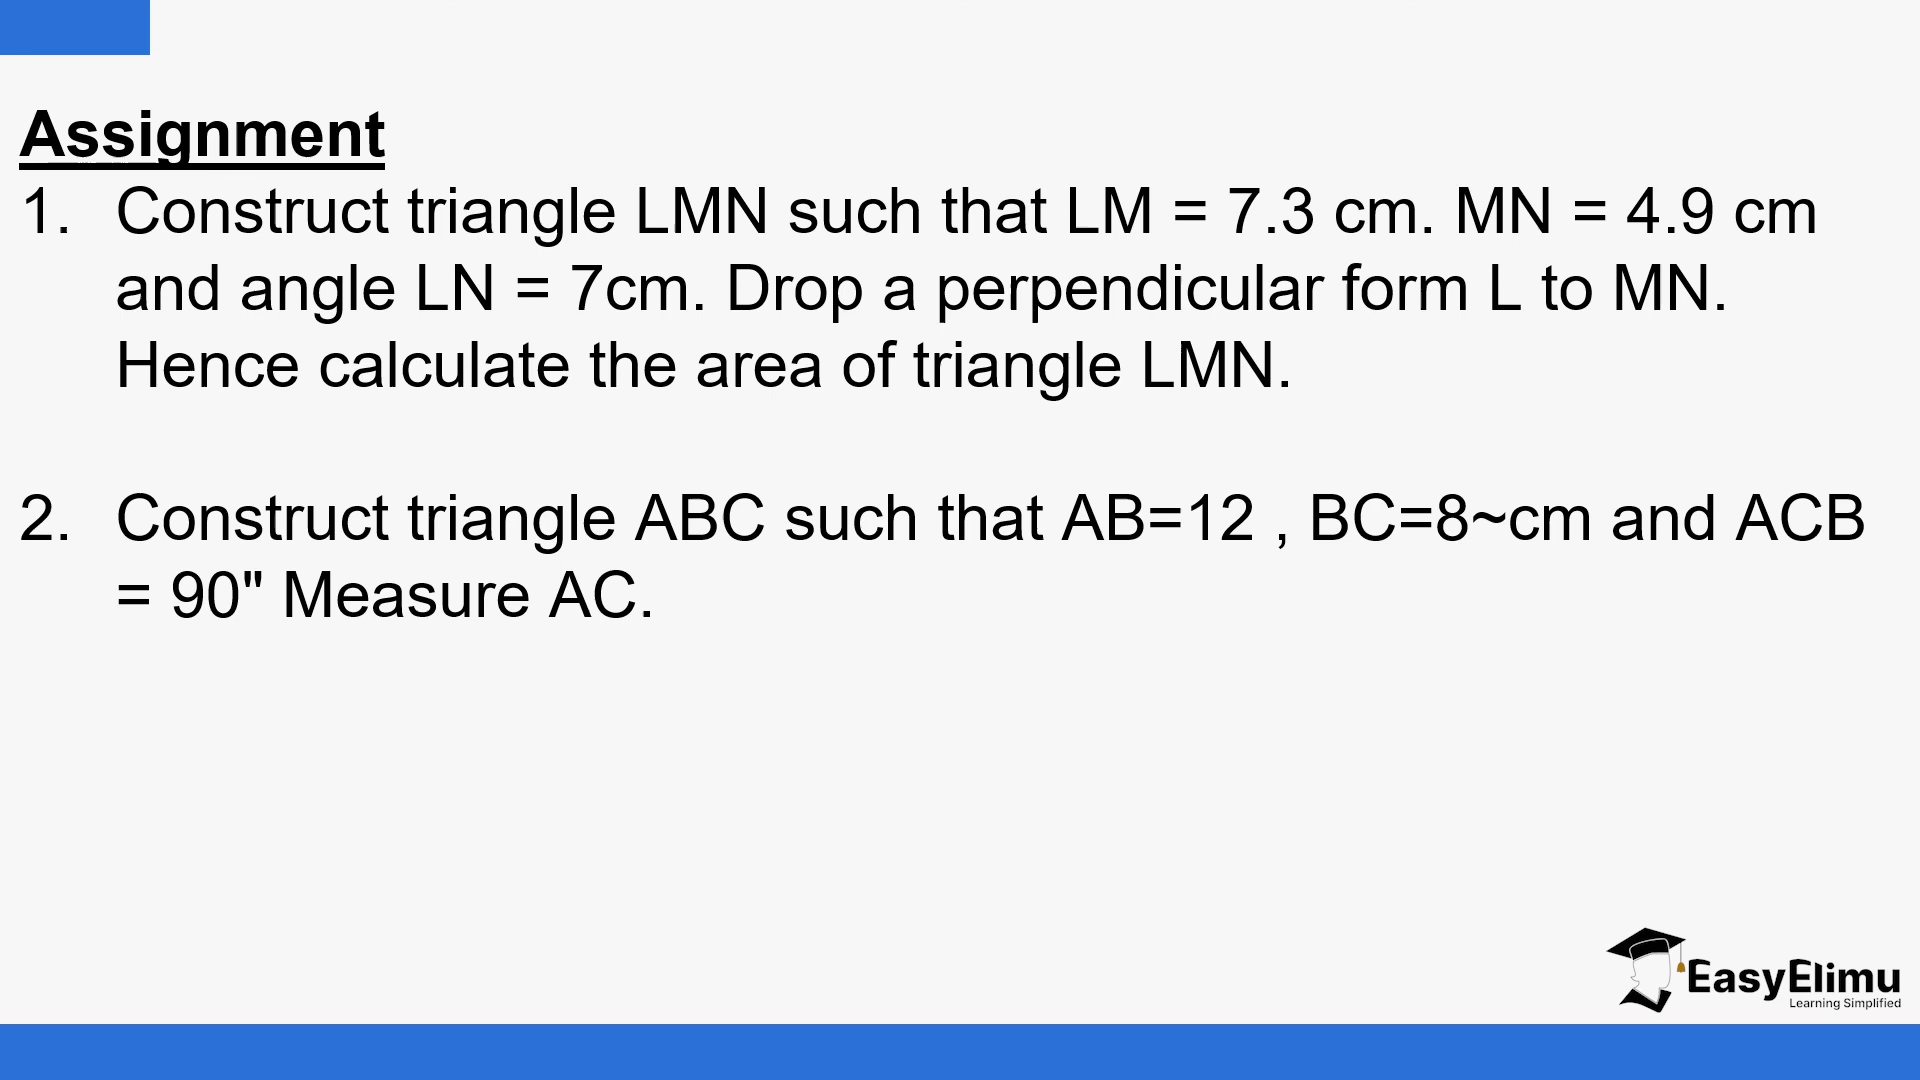 Assignment
1. Construct triangle LMN such that LM = 7.3 cm. MN = 4.9 cm
and angle LN = 7cm. Drop a perpendicular form L to MN.
Hence calculate the area of triangle LMN.
2. Construct triangle ABC such that AB=12 , BC=8~cm and ACB
= 90" Measure AC.
EasyElimu
Learning Simplified